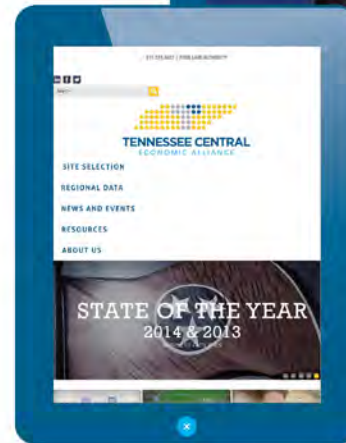 TENNESSEE CENTRAL
ECONOMIC ALLIANCE
SITE SELECTION
REGIONAL DATA
NEWS AND EVENTS
RESOURCES
ABOUT US
STATE OF THE YEAR
2014 & 2013